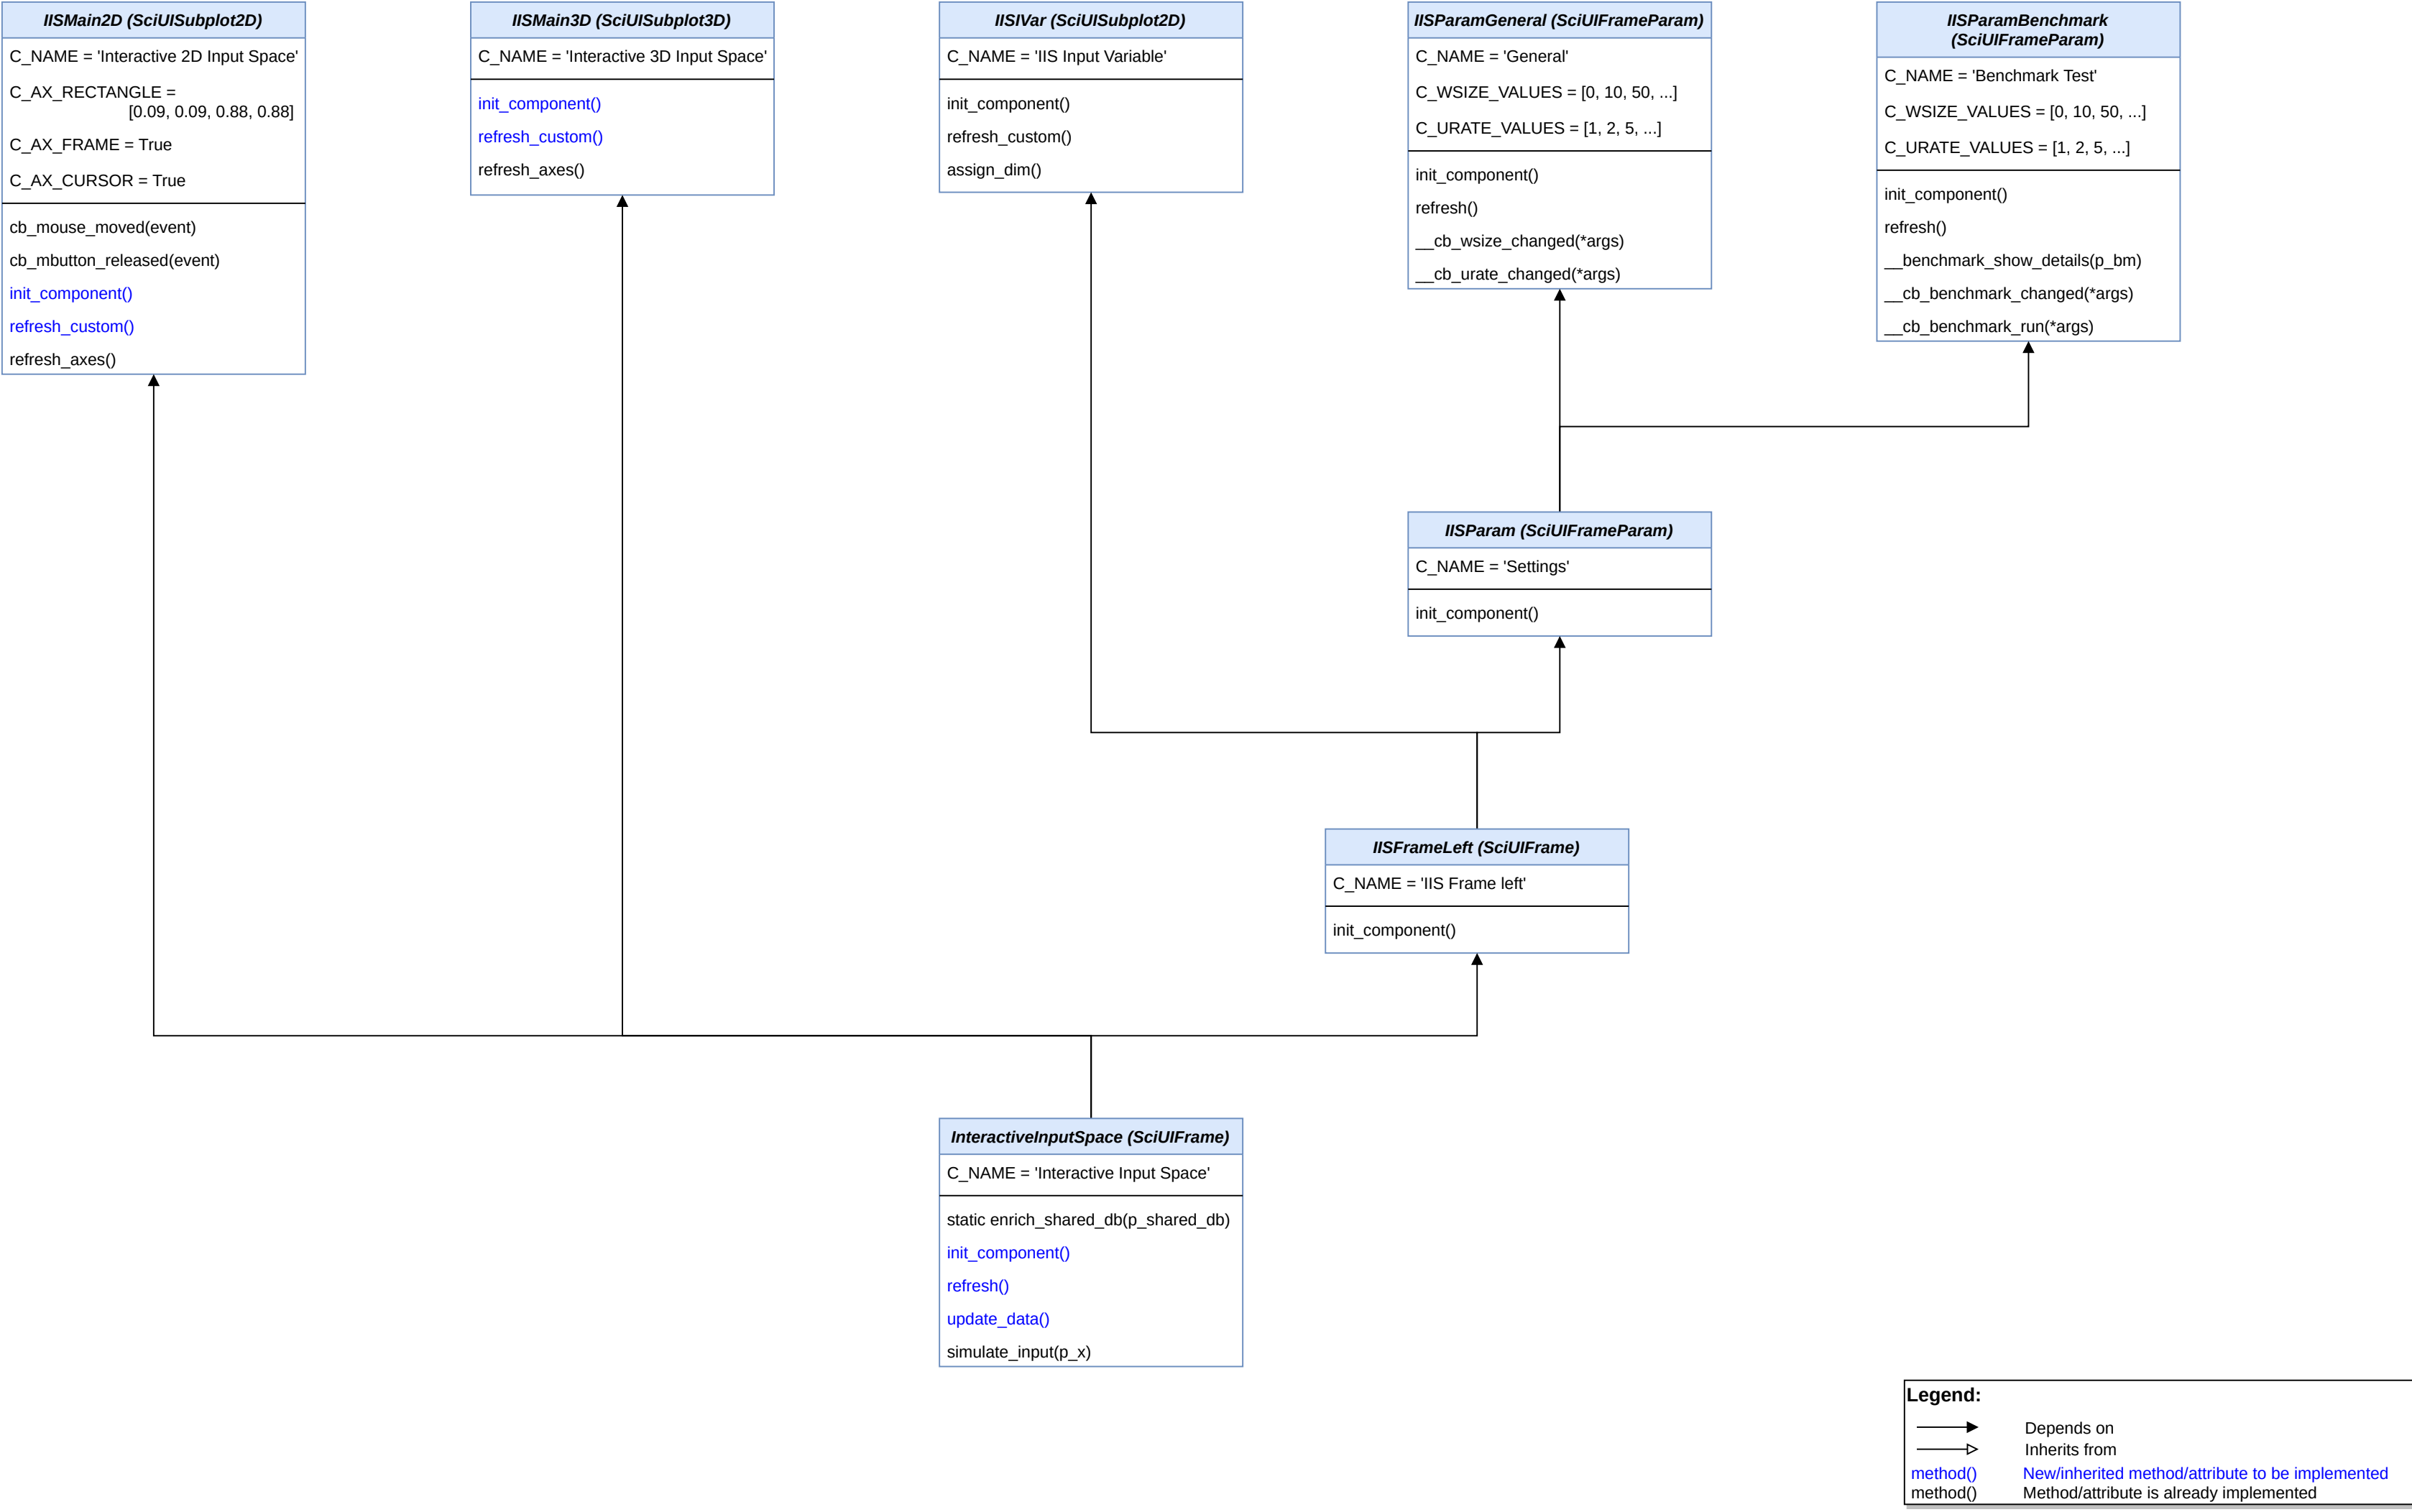 IISMain2D (SciUISubplot2D)
C_NAME = 'Interactive 2D Input Space'
C_AX_RECTANGLE =
[0.09, 0.09, 0.88, 0.88]
C_AX_FRAME = True
C_AX_CURSOR = True
cb_mouse_moved(event)
cb_mbutton_released(event)
init_component()
refresh_custom()
refresh_axes()
IISMain3D (SciUISubplot3D)
C_NAME = 'Interactive 3D Input Space'
init_component()
refresh_custom()
refresh_axes()
IISIVar (SciUISubplot2D)
C_NAME = 'IIS Input Variable'
init_component()
refresh_custom()
assign_dim()
IISParamGeneral (SciUIFrameParam)
C_NAME = 'General'
C_WSIZE_VALUES = [0, 10, 50, ...]
C_URATE_VALUES = [1, 2, 5, ...]
init_component()
refresh()
__cb_wsize_changed(*args)
__cb_urate_changed(*args)
IISParamBenchmark
(SciUIFrameParam)
C_NAME = 'Benchmark Test'
C_WSIZE_VALUES = [0, 10, 50, ...]
C_URATE_VALUES = [1, 2, 5, ...]
init_component()
refresh()
__benchmark_show_details(p_bm)
__cb_benchmark_changed(*args)
__cb_benchmark_run(*args)
IISParam (SciUIFrameParam)
C_NAME = 'Settings'
init_component()
IISFrameLeft (SciUIFrame)
C_NAME = 'IIS Frame left'
init_component()
InteractiveInputSpace (SciUIFrame)
C_NAME = 'Interactive Input Space'
static enrich_shared_db(p_shared_db)
init_component()
refresh()
update_data()
simulate_input(p_x)
Legend:
Depends on
Inherits from
method() New/inherited method/attribute to be implemented
method() Method/attribute is already implemented